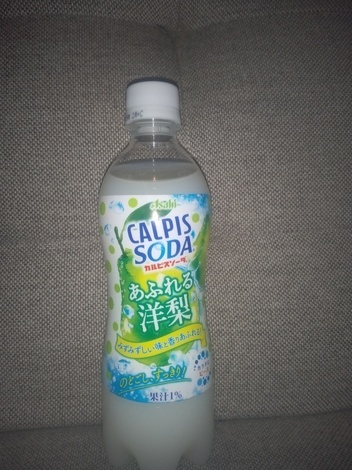 Asahi
CALPIS
SODA
カルピスソーダ
あふれる
洋梨
みずみずしい味と香りあふれる
のどごし、すっきり!
果汁1%